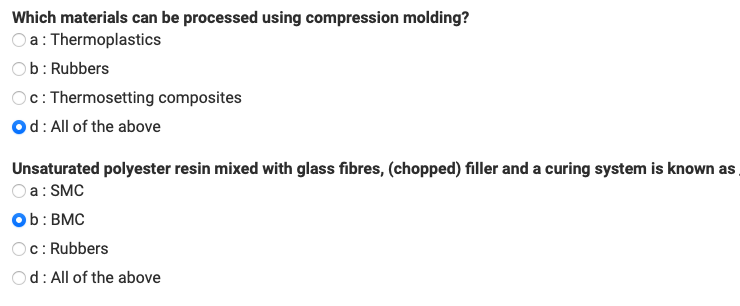 Which materials can be processed using compression molding?
a : Thermoplastics
b : Rubbers
c : Thermosetting composites
d : All of the above
Unsaturated polyester resin mixed with glass fibres, (chopped) filler and a curing system is known as
a : SMC
b : BMC
c : Rubbers
d : All of the above